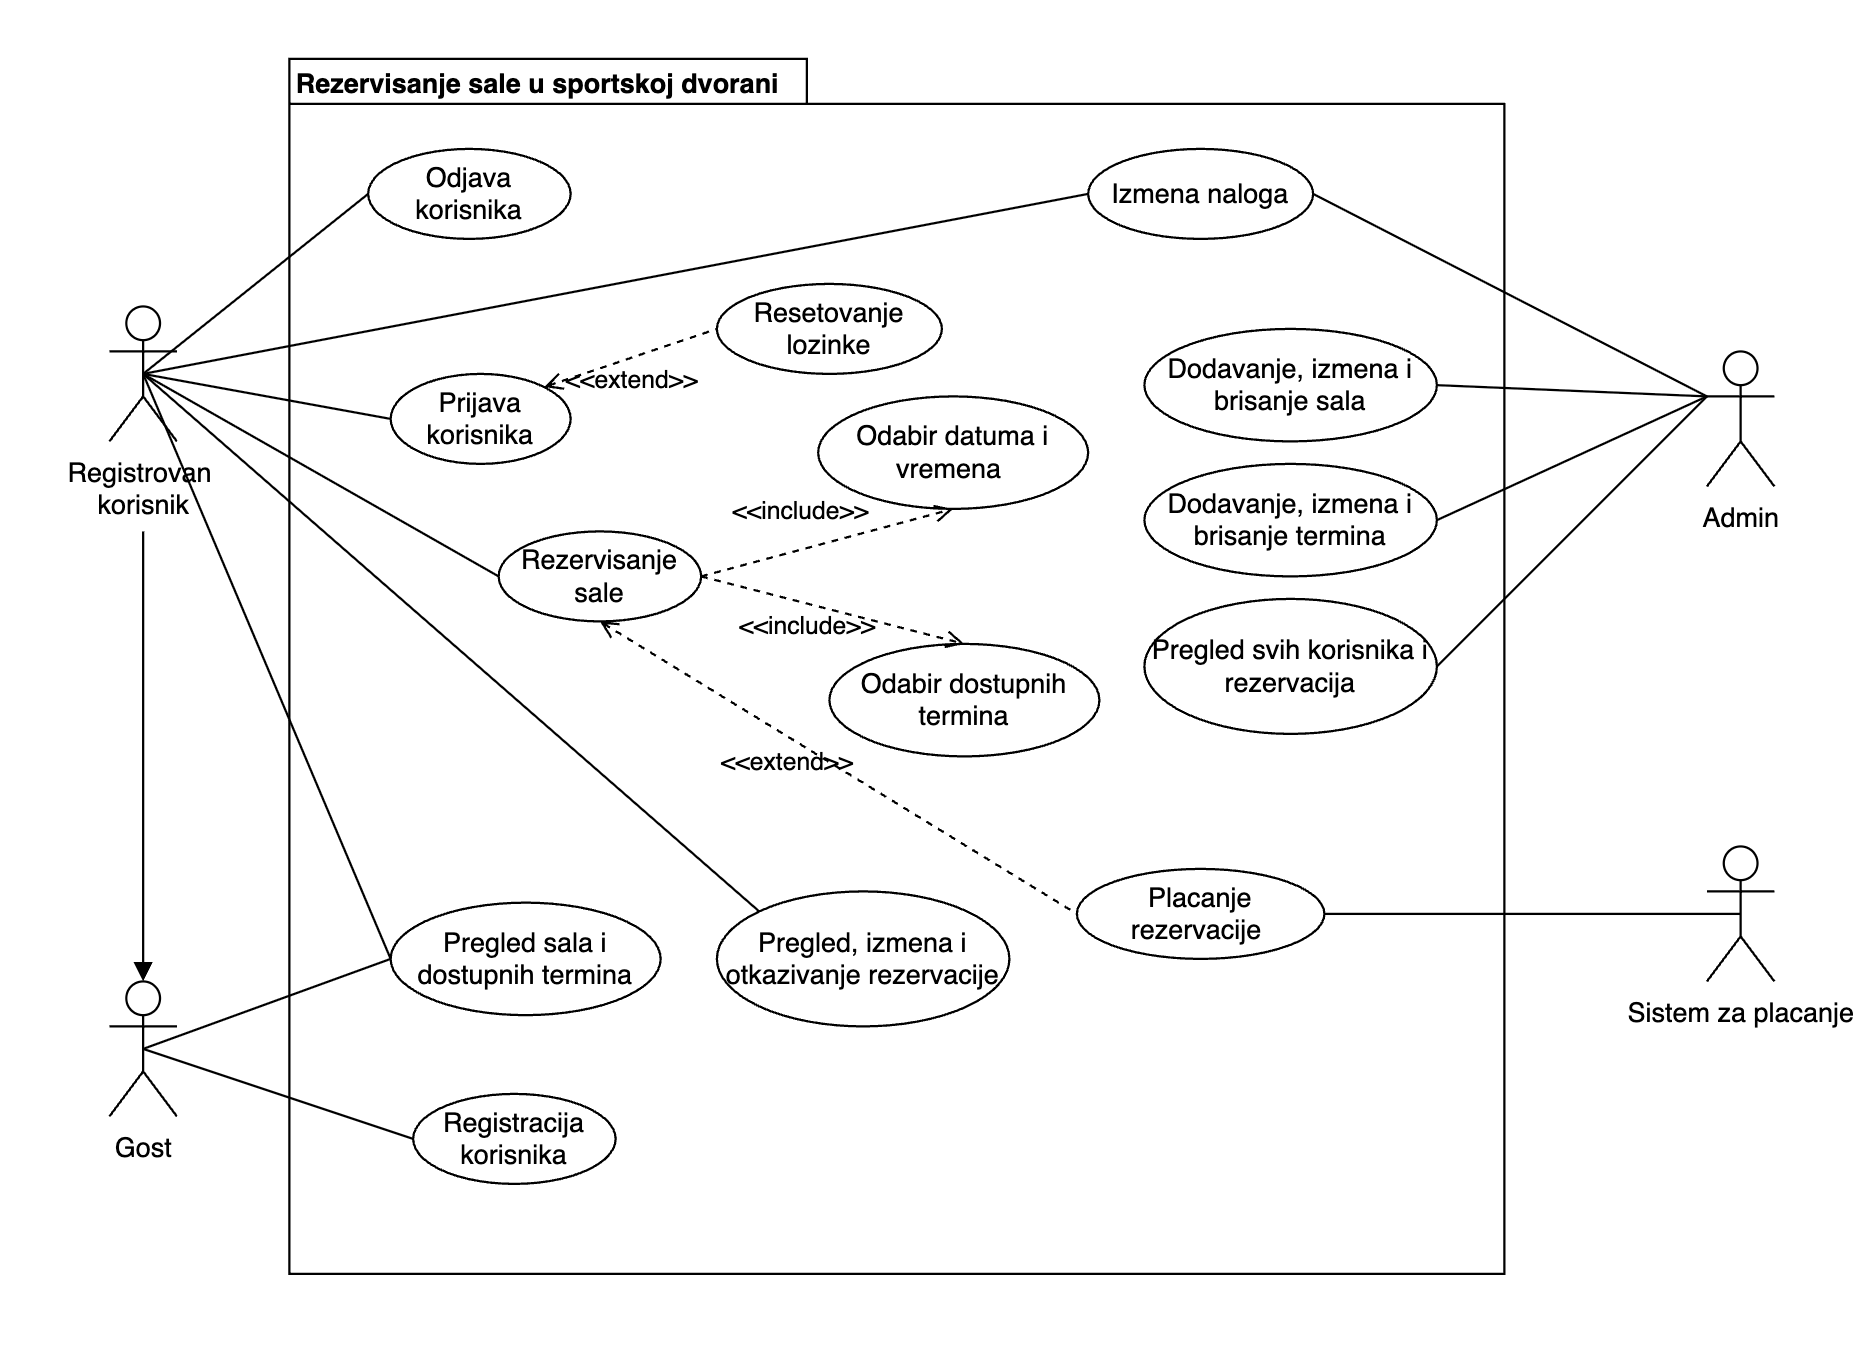 Rezervisanje sale u sportskoj dvorani
Odjava
korisnika
Izmena naloga
Resetovanje
lozinke
<<extend>>
Prijava
korisnika
Registrovan
korisnik
Odabir datuma i
vremena
Dodavanje, izmena i
brisanje sala
Admin
<<include>>
Dodavanje, izmena i
brisanje termina
Rezervisanje
sale
<<include>>
Odabir dostupnih
termina
Pregled svih korisnika i
rezervacija
<<extend>>
Placanje
rezervacije
Sistem za placanje
Pregled sala i
dostupnih termina
Pregled, izmena i
otkazivanje rezervacije
Gost
Registracija
korisnika